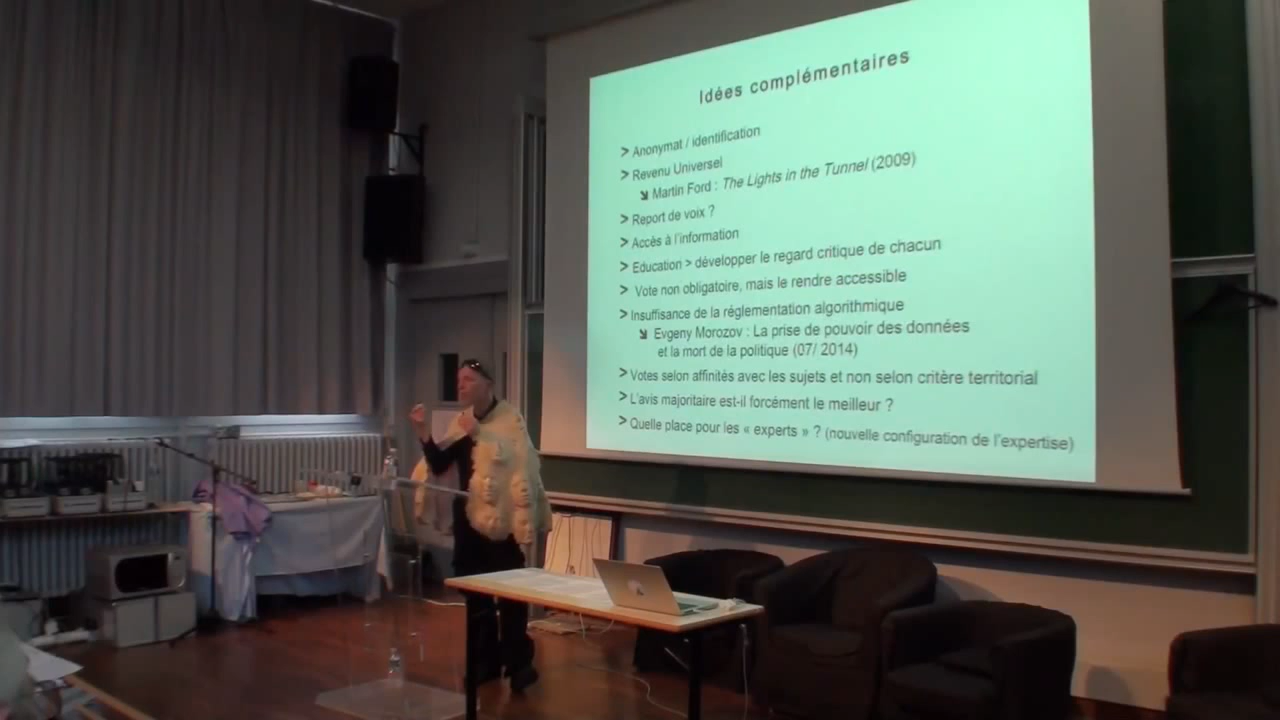 Idées complémentaires
> Anonymat / identification
> Revenu Universel
↘ Martin Ford : The Lights in the Tunnel (2009)
> Report de voix ?
> Accès à l'information
> Education > développer le regard critique de chacun
> Vote non obligatoire, mais le rendre accessible
> Insuffisance de la réglementation algorithmique
↘ Evgeny Morozov : La prise de pouvoir des données
et la mort de la politique (07/ 2014)
> Votes selon affinités avec les sujets et non selon critère territorial
> L'avis majoritaire est-il forcément le meilleur ?
> Quelle place pour les « experts » ? (nouvelle configuration de l'expertise)